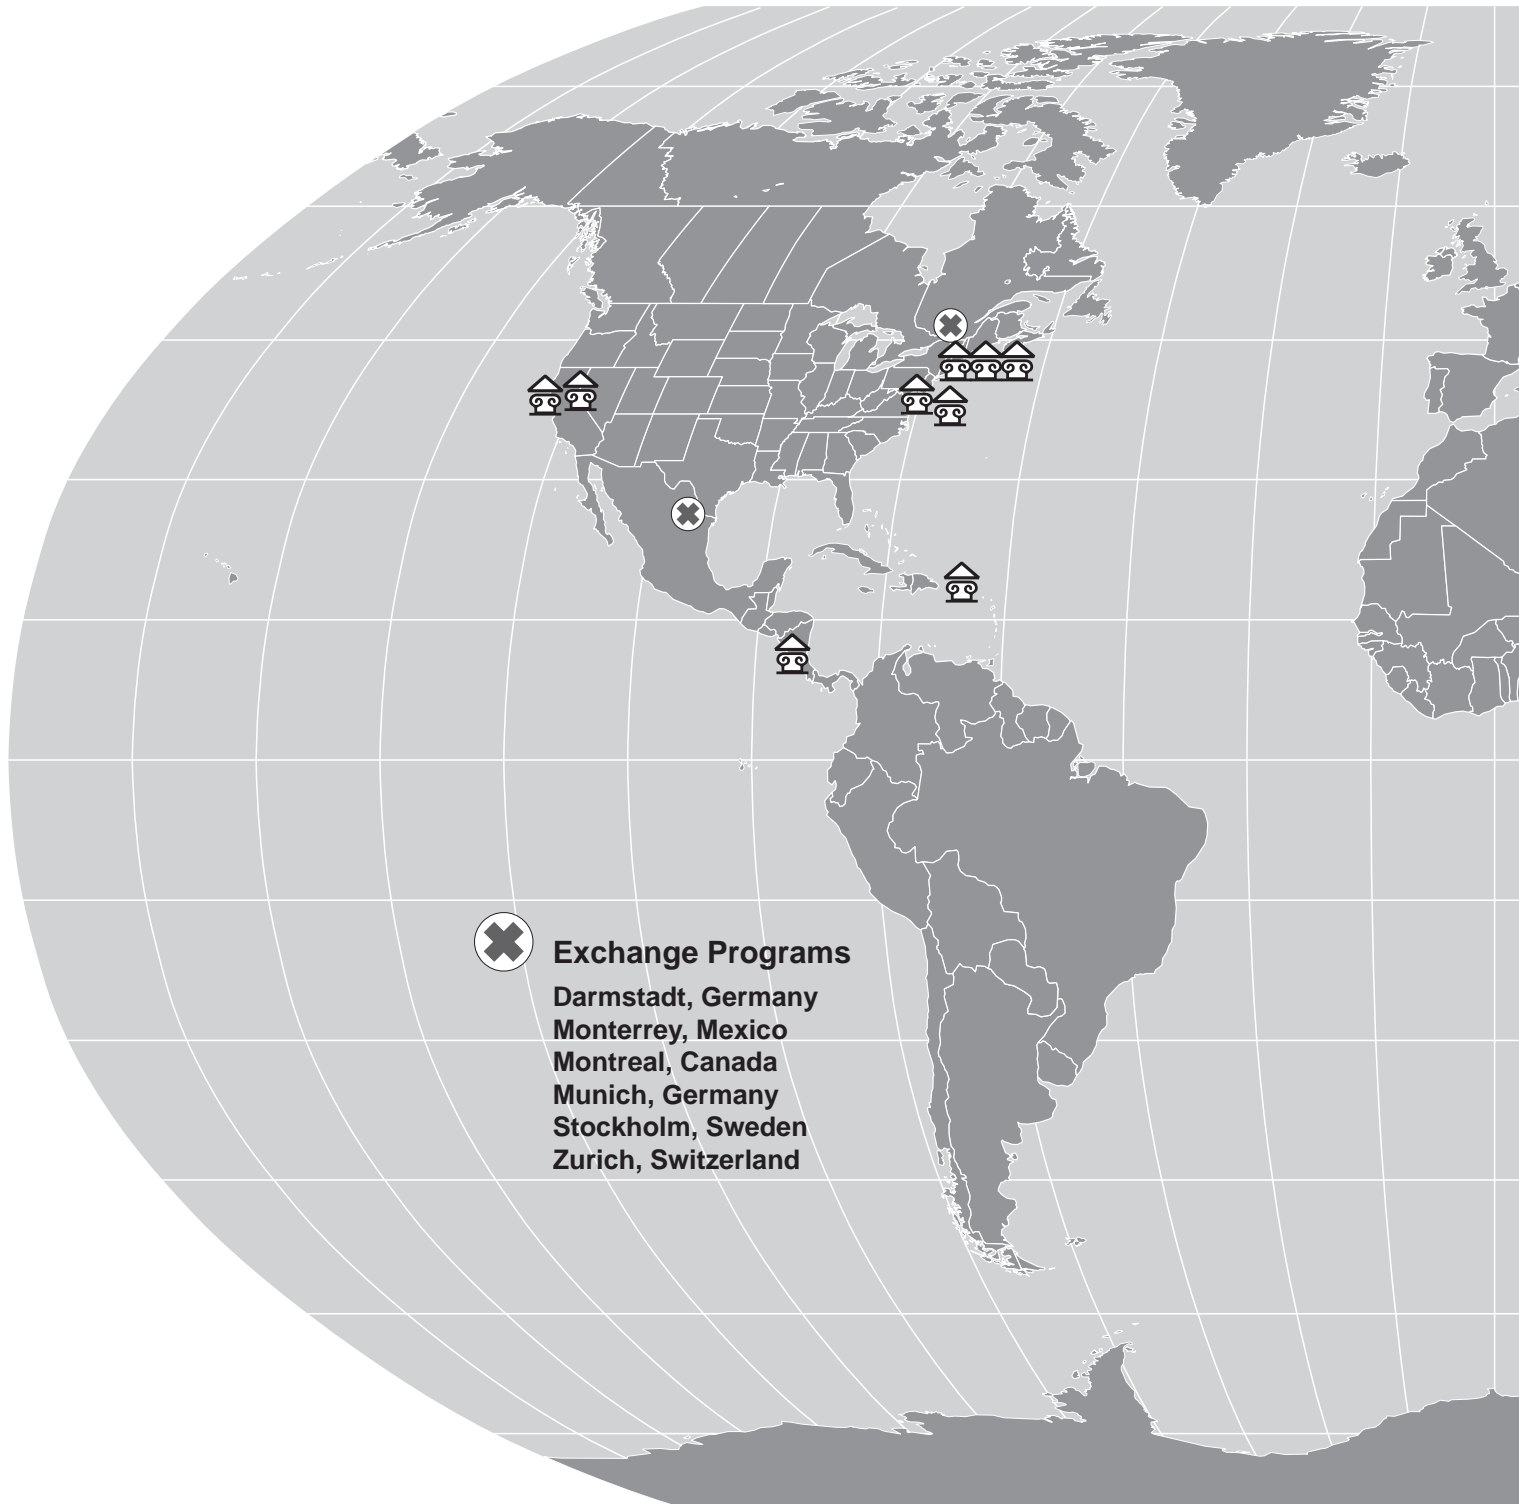 Exchange Programs
Darmstadt, Germany
Monterrey, Mexico
Montreal, Canada
Munich, Germany
Stockholm, Sweden
Zurich, Switzerland